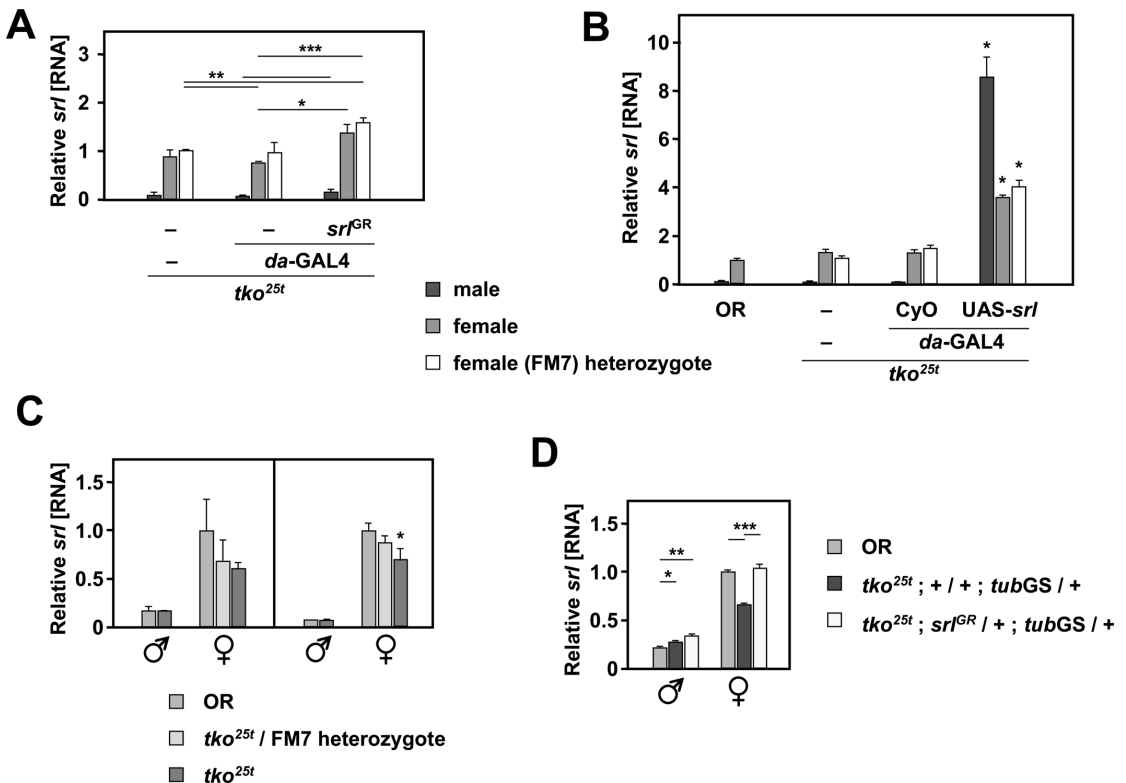 A
Relative srl [RNA]
3
2
1
0
***
**
*
– – srl^GR
– da-GAL4
tko^25t
male
female
female (FM7) heterozygote
B
Relative srl [RNA]
10
8
6
4
2
0
*
*
*
OR – CyO UAS-srl
– da-GAL4
tko^25t
C
Relative srl [RNA]
1.5
1.0
0.5
0
*
♂ ♀ ♂ ♀
OR
tko^25t / FM7 heterozygote
tko^25t
D
Relative srl [RNA]
1.5
1.0
0.5
0
***
**
*
♂ ♀
OR
tko^25t ; + / + ; tubGS / +
tko^25t ; srl^GR / + ; tubGS / +